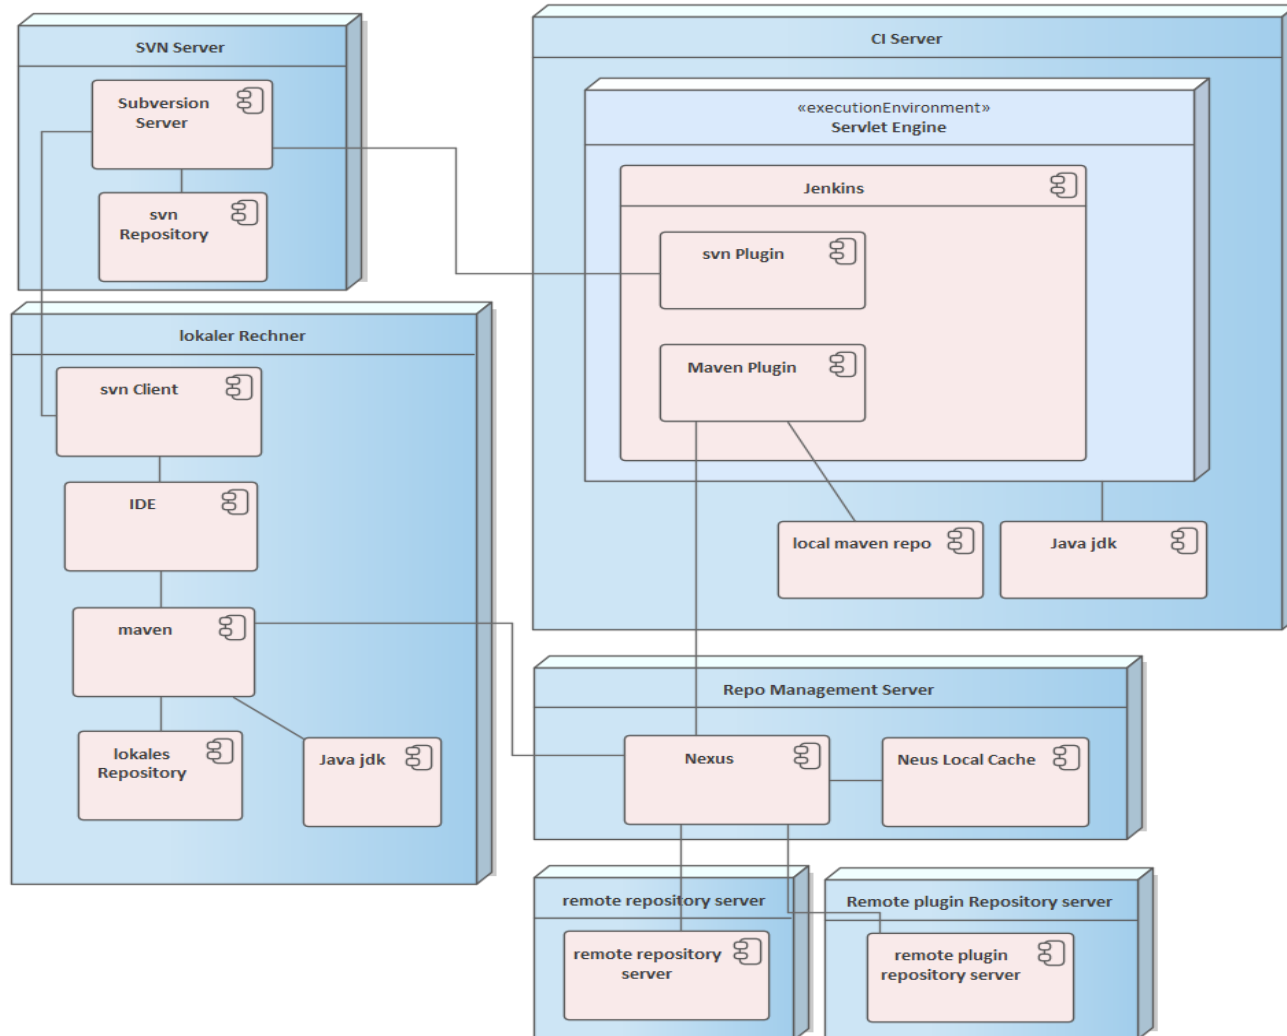 SVN Server
Subversion
Server
svn
Repository
CI Server
«executionEnvironment»
Servlet Engine
Jenkins
svn Plugin
Maven Plugin
local maven repo
Java jdk
lokaler Rechner
svn Client
IDE
maven
lokales
Repository
Java jdk
Repo Management Server
Nexus
Neus Local Cache
remote repository server
remote repository
server
Remote plugin Repository server
remote plugin
repository server